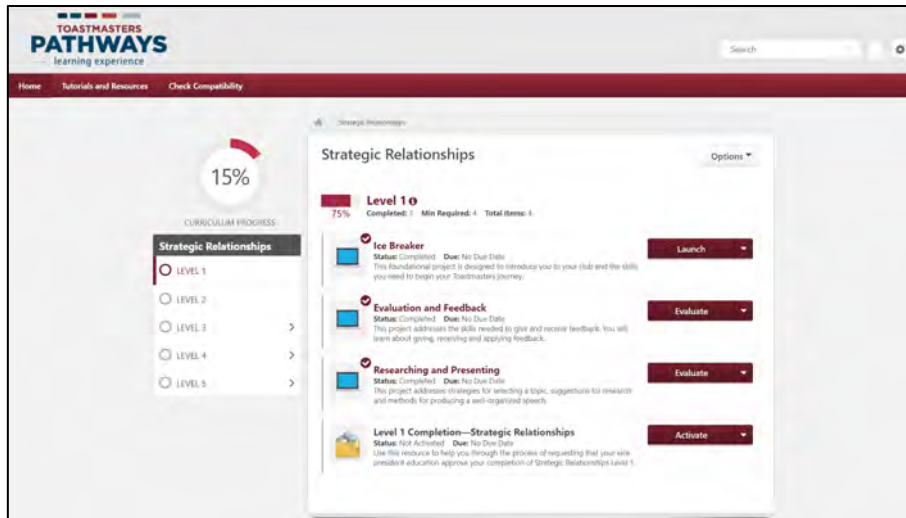 TOASTMASTERS
PATHWAYS
learning experience
Search
Home Tutorials and Resources Check Compatibility
Strategic Relationships
15%
CURRICULUM PROGRESS
Strategic Relationships
LEVEL 1
LEVEL 2
LEVEL 3
LEVEL 4
LEVEL 5
Strategic Relationships
Options
75%
Level 1
Completed: 3 Min Required: 4 Total Items: 4
Ice Breaker
Status: Completed Due: No Due Date
This foundational project is designed to introduce you to your club and the skills
you need to begin your Toastmasters journey.
Launch
Evaluation and Feedback
Status: Completed Due: No Due Date
This project addresses the skills needed to give and receive feedback. You will
learn about giving, receiving and applying feedback.
Evaluate
Researching and Presenting
Status: Completed Due: No Due Date
This project addresses strategies for selecting a topic, suggestions for research
and methods for producing a well-organized speech.
Evaluate
Level 1 Completion—Strategic Relationships
Status: Not Activated Due: No Due Date
Use this resource to help you through the process of requesting that your vice
president education approve your completion of Strategic Relationships Level 1.
Activate